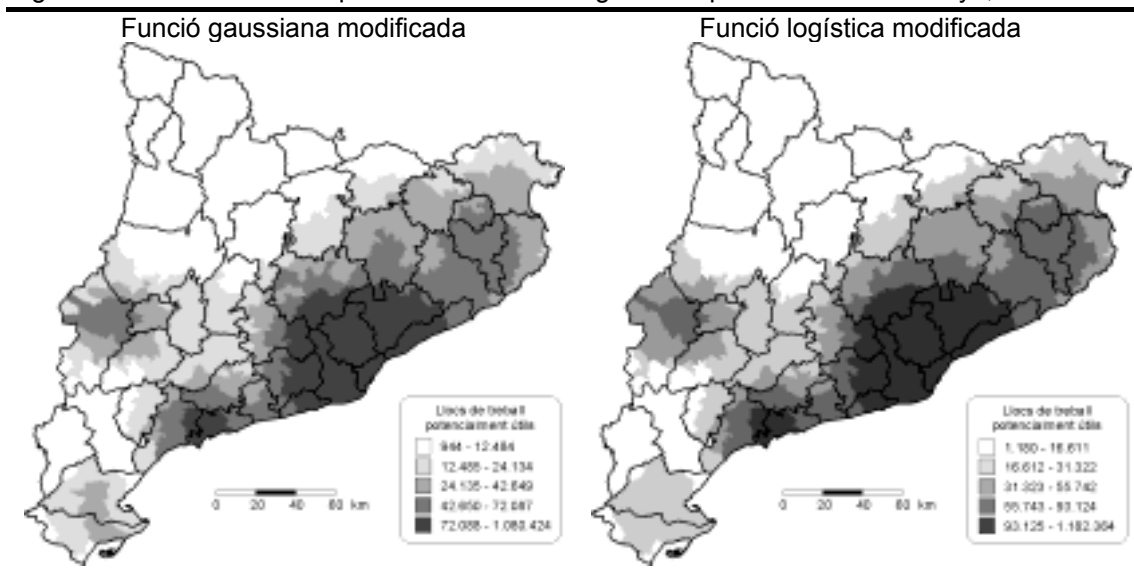 Funció gaussiana modificada
Funció logística modificada
Llocs de treball
potencialment útils
944 - 12.484
12.485 - 24.134
24.135 - 42.649
42.650 - 72.087
72.088 - 1.080.424
0 20 40 60 km
Llocs de treball
potencialment útils
1.180 - 16.611
16.612 - 31.322
31.323 - 55.742
55.743 - 93.124
93.125 - 1.182.364
0 20 40 60 km